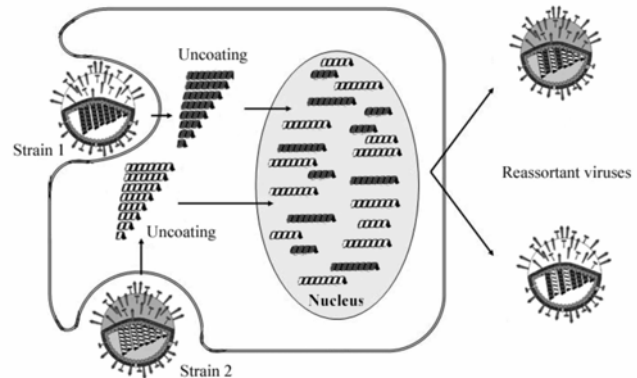 Uncoating
Strain 1
Uncoating
Nucleus
Strain 2
Reassortant viruses